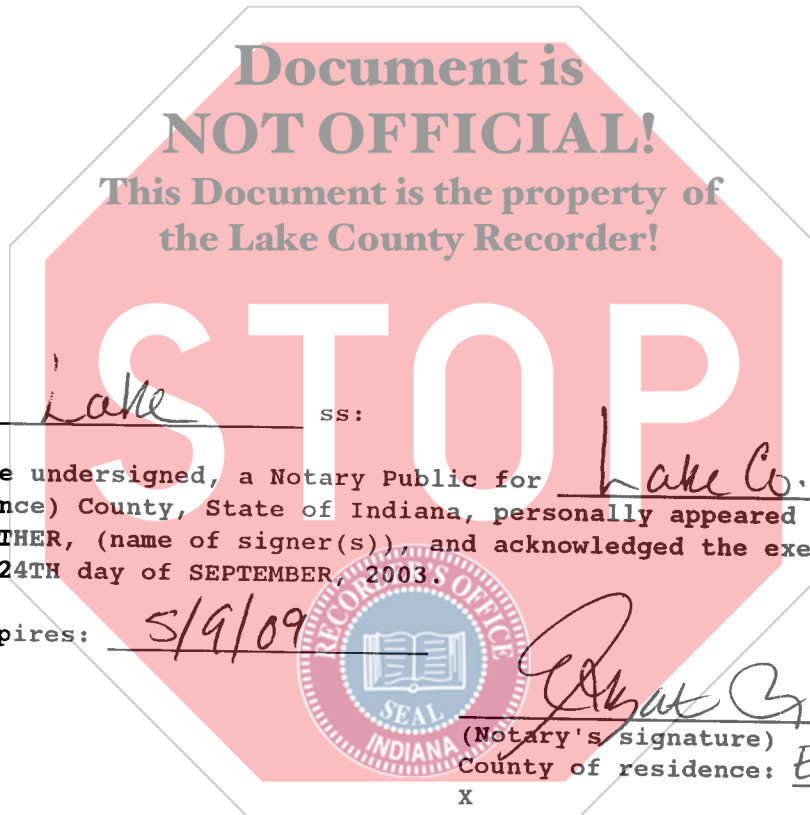 Document is
NOT OFFICIAL!
This Document is the property of
the Lake County Recorder!
STOP
Lake ss:
e undersigned, a Notary Public for Lake Co.
nce) County, State of Indiana, personally appeared
THER, (name of signer(s)), and acknowledged the exe
24TH day of SEPTEMBER, 2003.
pires: 5/9/09
RECORDER'S OFFICE
SEAL
INDIANA
(Notary's signature)
County of residence:
X